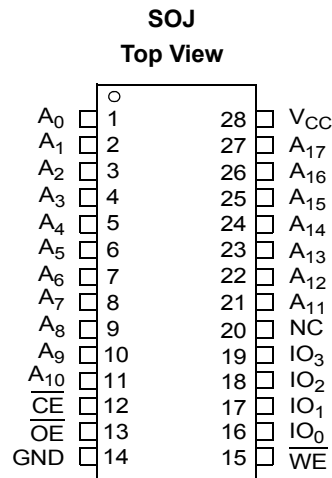 SOJ
Top View
A0 1 28 VCC
A1 2 27 A17
A2 3 26 A16
A3 4 25 A15
A4 5 24 A14
A5 6 23 A13
A6 7 22 A12
A7 8 21 A11
A8 9 20 NC
A9 10 19 IO3
A10 11 18 IO2
CE 12 17 IO1
OE 13 16 IO0
GND 14 15 WE